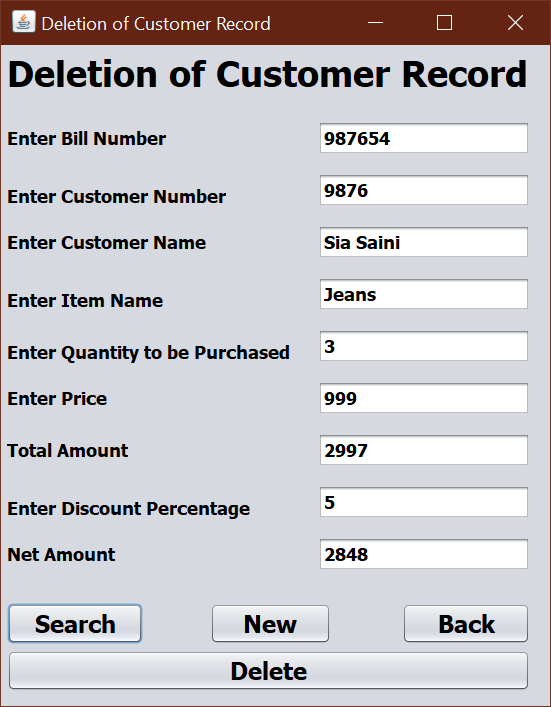 Deletion of Customer Record
Deletion of Customer Record
Enter Bill Number 987654
Enter Customer Number 9876
Enter Customer Name Sia Saini
Enter Item Name Jeans
Enter Quantity to be Purchased 3
Enter Price 999
Total Amount 2997
Enter Discount Percentage 5
Net Amount 2848
Search New Back
Delete